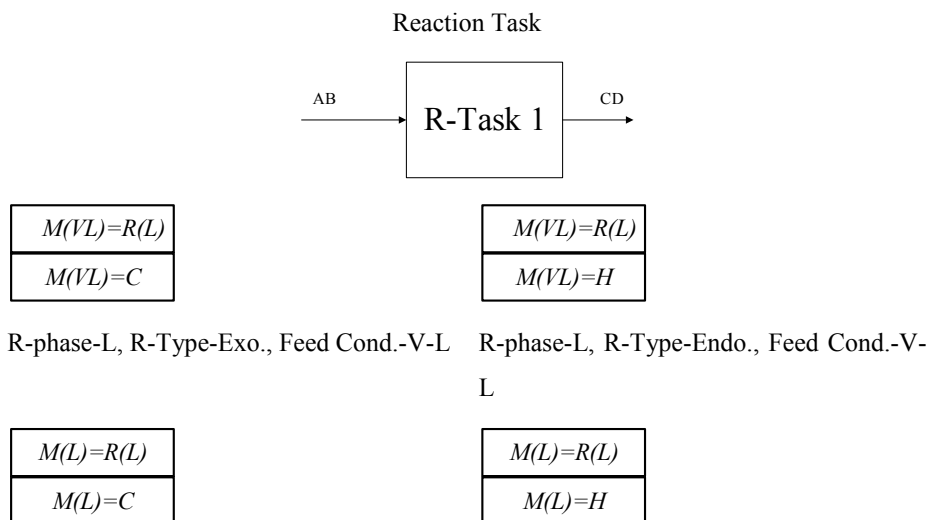 Reaction Task
AB
R-Task 1
CD
M(VL)=R(L)
M(VL)=C
M(VL)=R(L)
M(VL)=H
R-phase-L, R-Type-Exo., Feed Cond.-V-L
R-phase-L, R-Type-Endo., Feed Cond.-V-
L
M(L)=R(L)
M(L)=C
M(L)=R(L)
M(L)=H